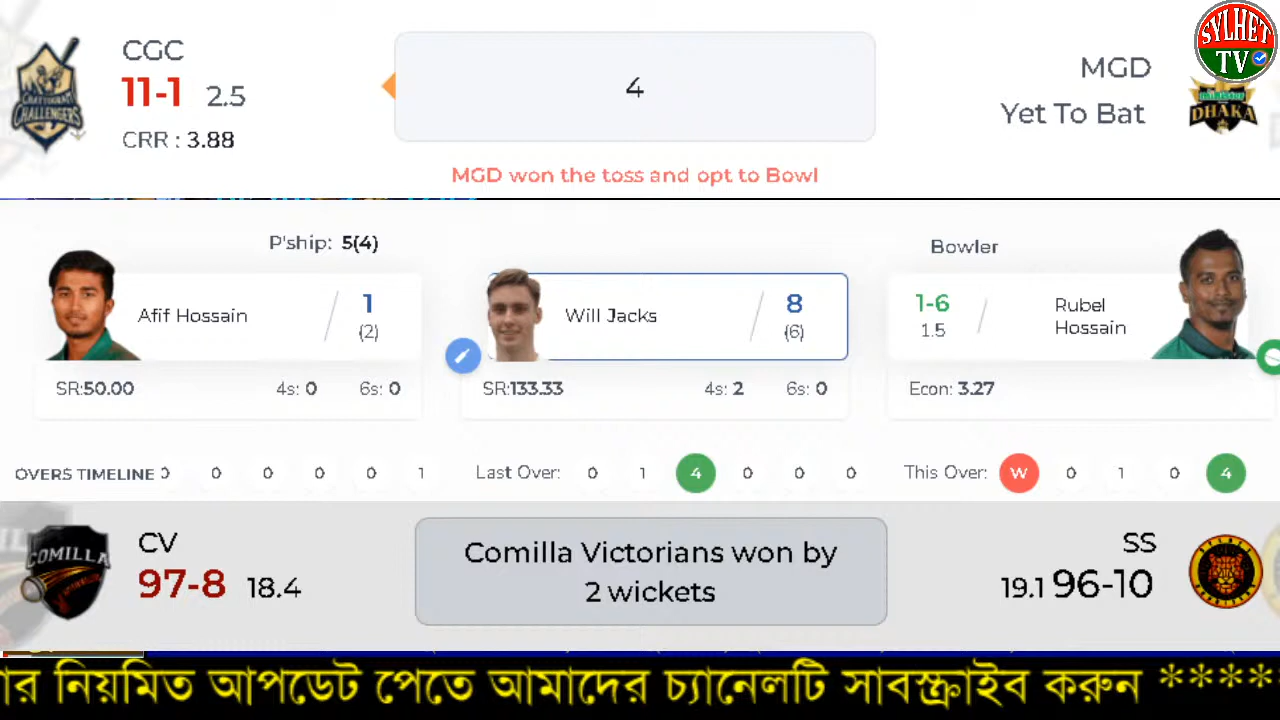 CGC
11-1 2.5
CRR : 3.88
CHATTOGRAM
CHALLENGERS
4
MGD won the toss and opt to Bowl
MGD
Yet To Bat
SYLHET
TV
DHAKA
P'ship: 5(4)
Afif Hossain
1
(2)
SR:50.00 4s: 0 6s: 0
Will Jacks
8
(6)
SR:133.33 4s: 2 6s: 0
Bowler
1-6
1.5
Rubel
Hossain
Econ: 3.27
OVERS TIMELINE 0 0 0 0 0 1 Last Over: 0 1 4 0 0 0 This Over: W 0 1 0 4
COMILLA
CV
97-8 18.4
Comilla Victorians won by
2 wickets
SS
19.1 96-10
ার নিয়মিত আপডেট পেতে আমাদের চ্যানেলটি সাবস্ক্রাইব করুন ****